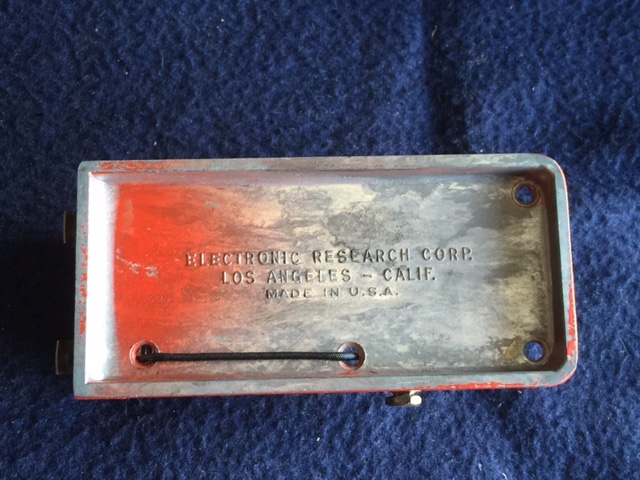 ELECTRONIC RESEARCH CORP.
LOS ANGELES - CALIF.
MADE IN U.S.A.